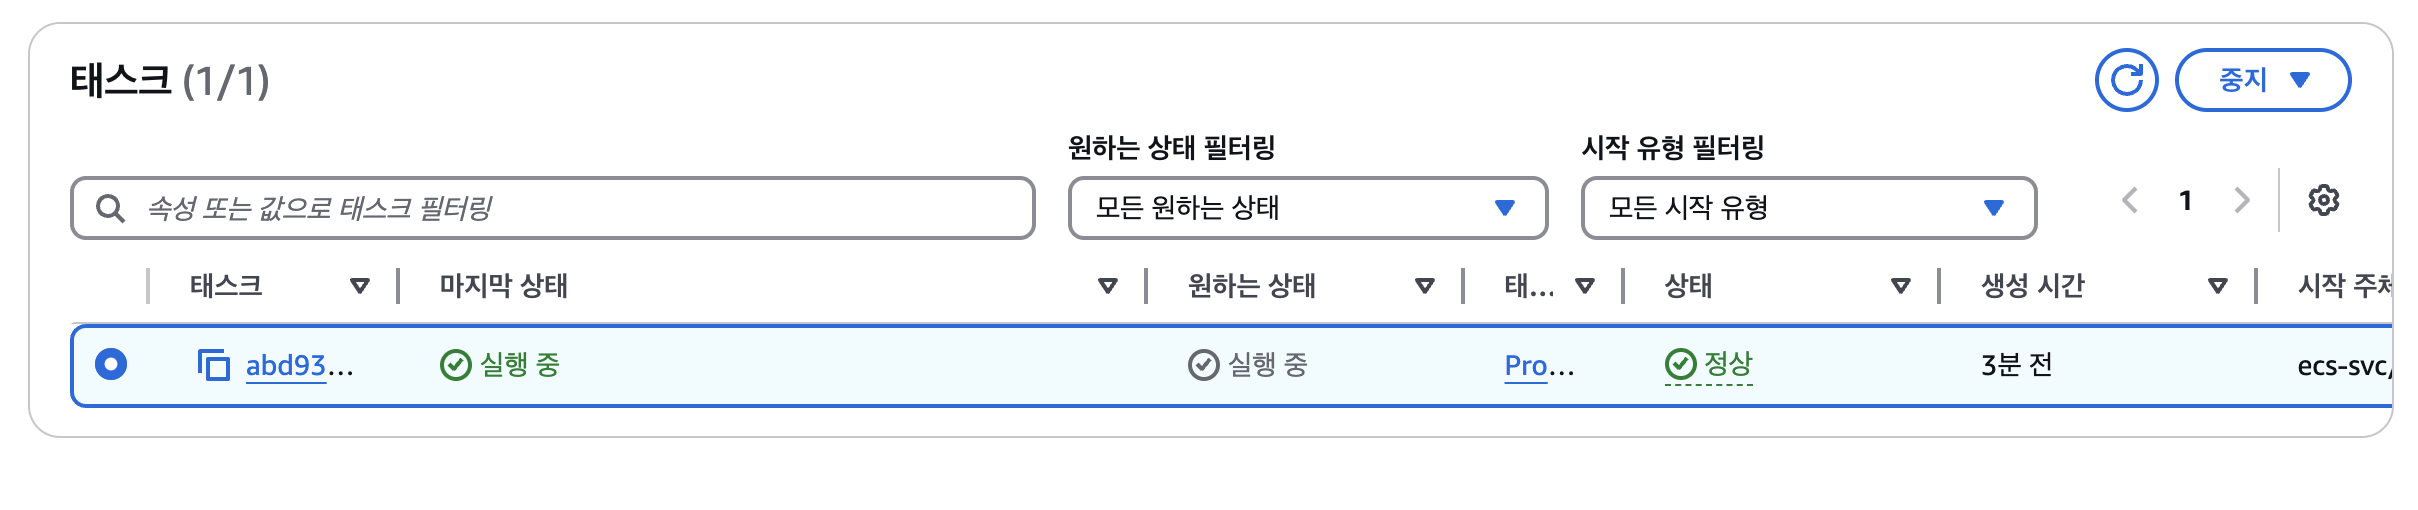 태스크 (1/1)
중지
원하는 상태 필터링
시작 유형 필터링
속성 또는 값으로 태스크 필터링
모든 원하는 상태
모든 시작 유형
1
태스크 마지막 상태 원하는 상태 태... 상태 생성 시간 시작 주체
abd93... 실행 중 실행 중 Pro... 정상 3분 전 ecs-svc/